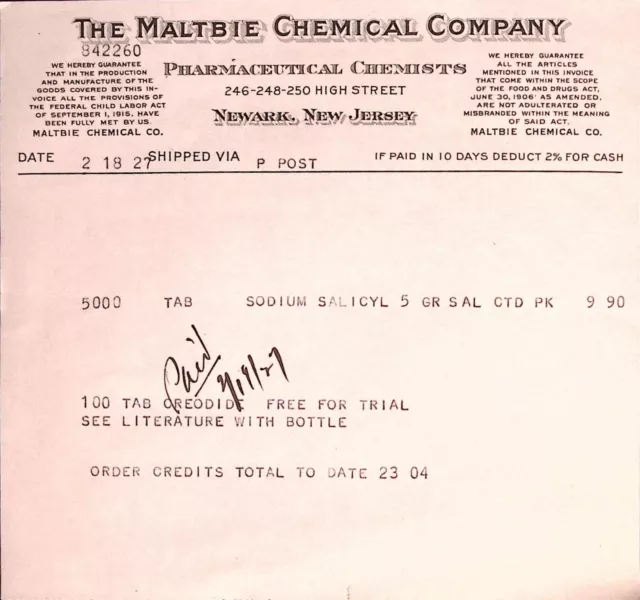 THE MALTBIE CHEMICAL COMPANY
842260
WE HEREBY GUARANTEE
THAT IN THE PRODUCTION
AND MANUFACTURE OF THE
GOODS COVERED BY THIS IN-
VOICE ALL THE PROVISIONS OF
THE FEDERAL CHILD LABOR ACT
OF SEPTEMBER 1, 1915, HAVE
BEEN FULLY MET BY US.
MALTBIE CHEMICAL CO.
PHARMACEUTICAL CHEMISTS
246-248-250 HIGH STREET
NEWARK, NEW JERSEY
WE HEREBY GUARANTEE
ALL THE ARTICLES
MENTIONED IN THIS INVOICE
THAT COME WITHIN THE SCOPE
OF THE FOOD AND DRUGS ACT,
JUNE 30, 1906 AS AMENDED,
ARE NOT ADULTERATED OR
MISBRANDED WITHIN THE MEANING
OF SAID ACT.
MALTBIE CHEMICAL CO.
DATE 2 18 27 SHIPPED VIA P POST IF PAID IN 10 DAYS DEDUCT 2% FOR CASH
5000 TAB SODIUM SALICYL 5 GR SAL CTD PK 9 90
Paid
2/19/27
100 TAB CREODIDE FREE FOR TRIAL
SEE LITERATURE WITH BOTTLE
ORDER CREDITS TOTAL TO DATE 23 04